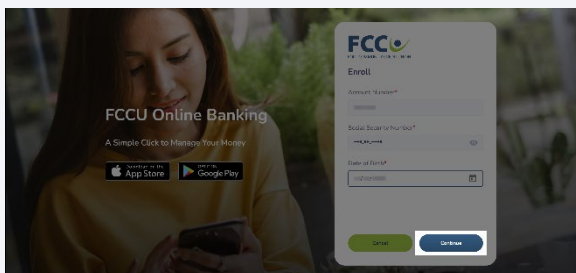 FCCU Online Banking
A Simple Click to Manage Your Money
App Store
Google Play
FCCU
Enroll
Account Number*
Social Security Number*
Date of Birth*
Cancel
Continue